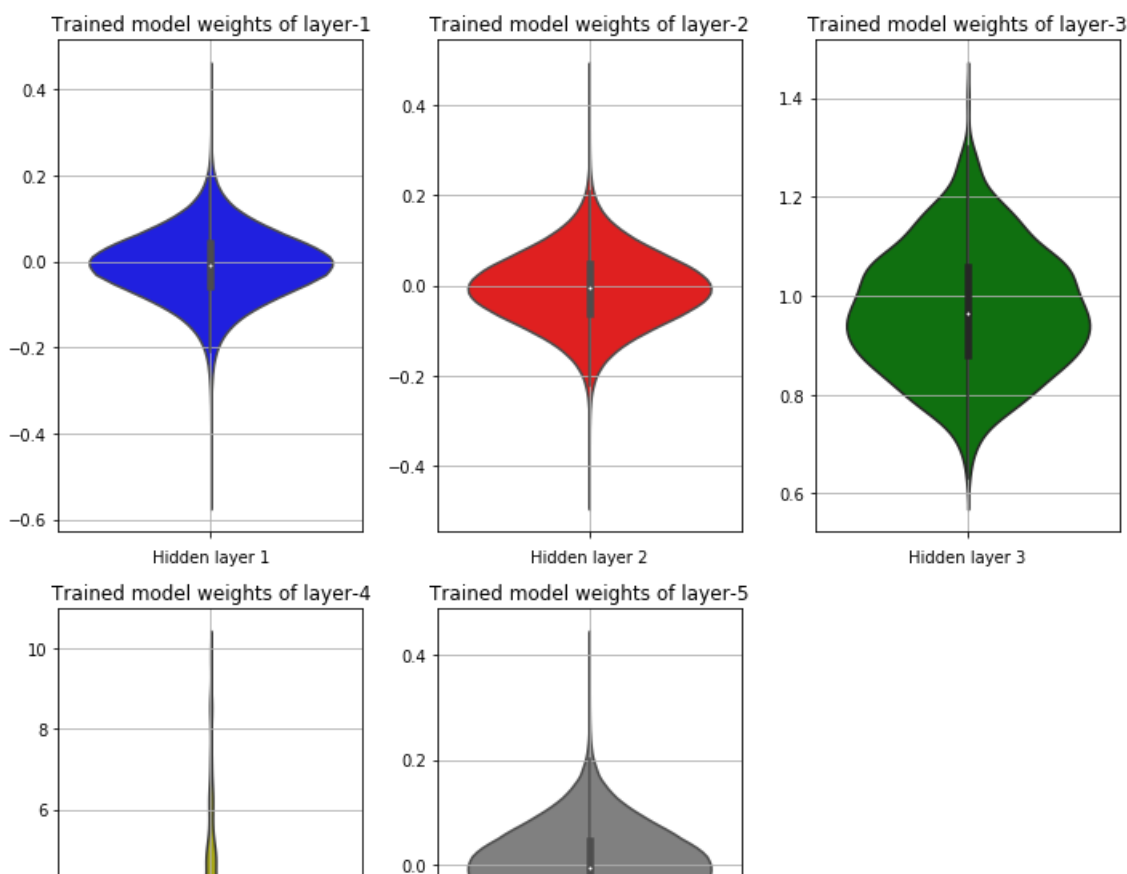 Trained model weights of layer-1
0.4
0.2
0.0
−0.2
−0.4
−0.6
Hidden layer 1
Trained model weights of layer-2
0.4
0.2
0.0
−0.2
−0.4
Hidden layer 2
Trained model weights of layer-3
1.4
1.2
1.0
0.8
0.6
Hidden layer 3
Trained model weights of layer-4
10
8
6
Trained model weights of layer-5
0.4
0.2
0.0